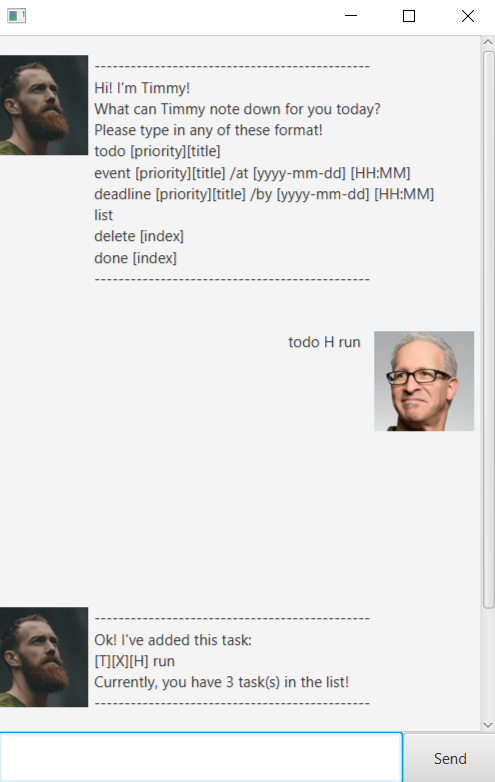 ----------------------------------------------
Hi! I'm Timmy!
What can Timmy note down for you today?
Please type in any of these format!
todo [priority][title]
event [priority][title] /at [yyyy-mm-dd] [HH:MM]
deadline [priority][title] /by [yyyy-mm-dd] [HH:MM]
list
delete [index]
done [index]
----------------------------------------------
todo H run
----------------------------------------------
Ok! I've added this task:
[T][X][H] run
Currently, you have 3 task(s) in the list!
----------------------------------------------
Send